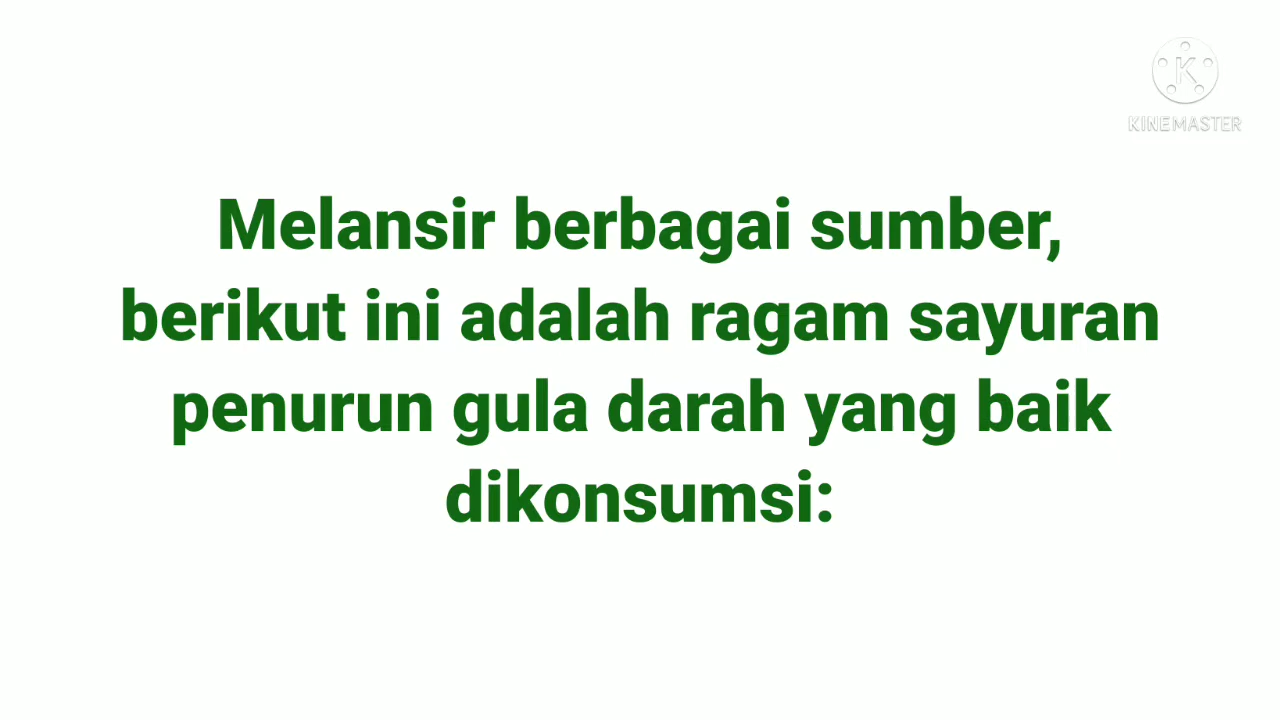 KINEMASTER
Melansir berbagai sumber,
berikut ini adalah ragam sayuran
penurun gula darah yang baik
dikonsumsi: